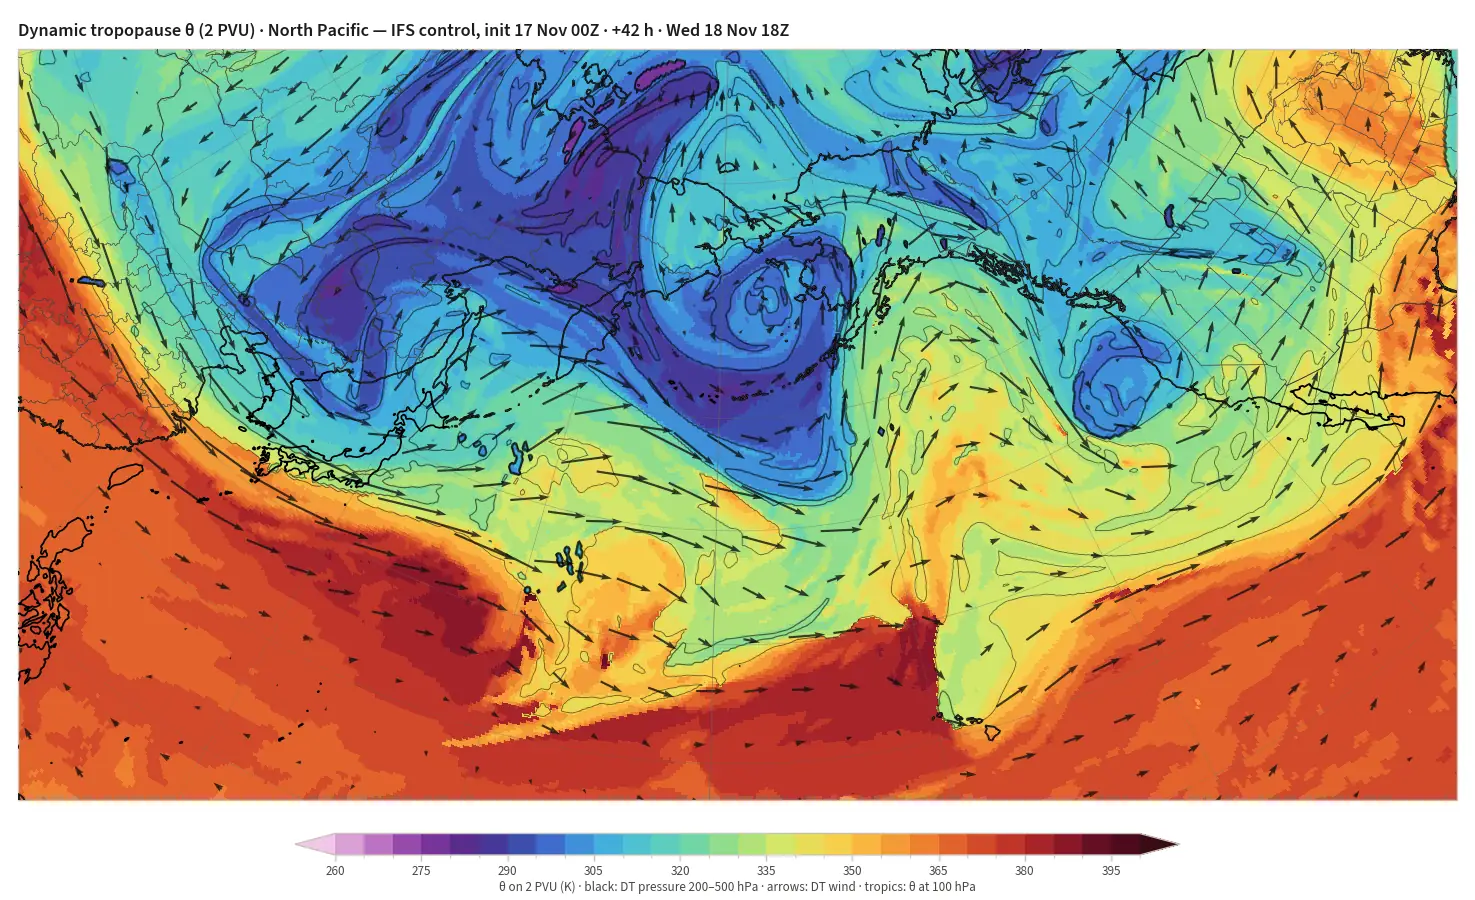 Dynamic tropopause θ (2 PVU) · North Pacific — IFS control, init 17 Nov 00Z · +42 h · Wed 18 Nov 18Z
260 275 290 305 320 335 350 365 380 395
θ on 2 PVU (K) · black: DT pressure 200–500 hPa · arrows: DT wind · tropics: θ at 100 hPa